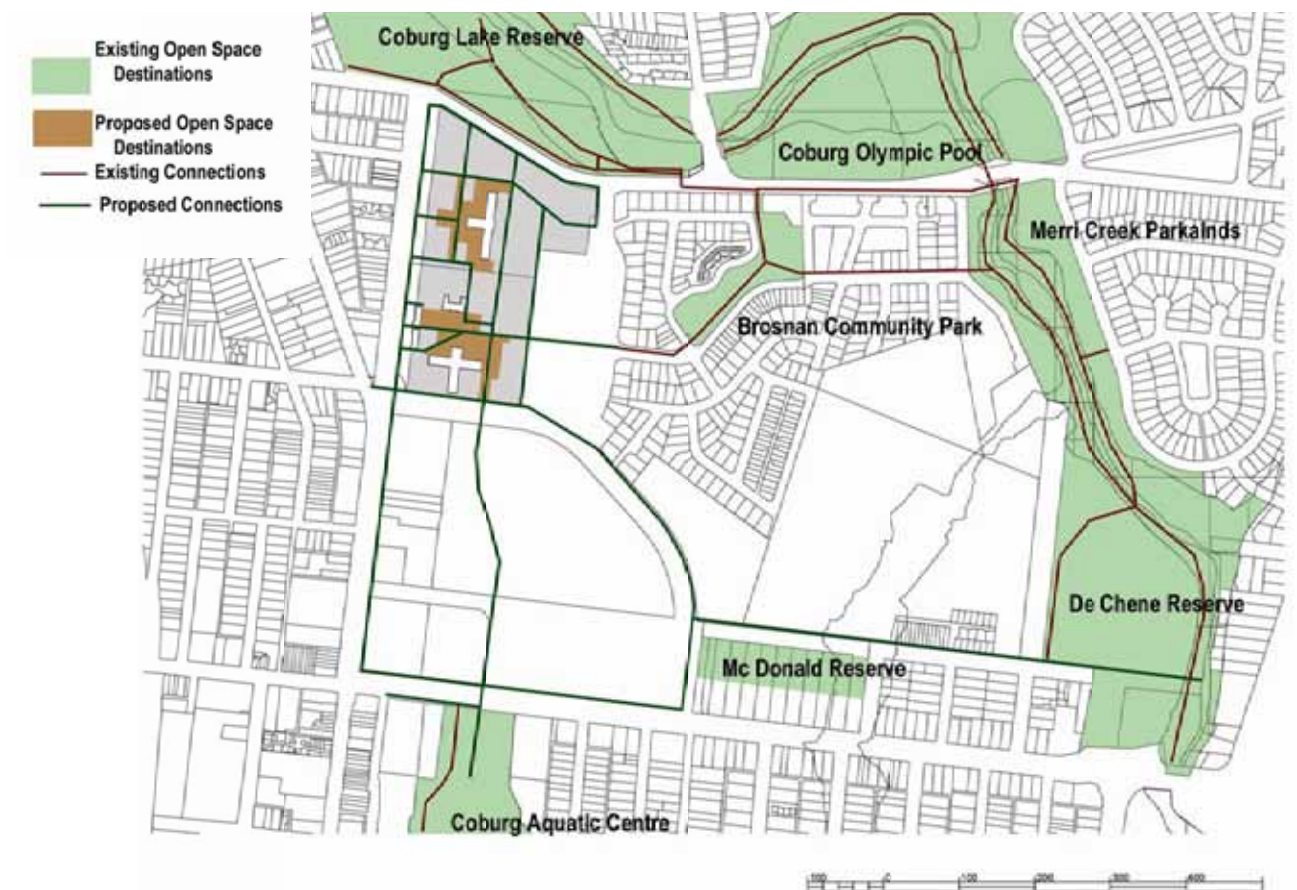 Existing Open Space
Destinations
Proposed Open Space
Destinations
Existing Connections
Proposed Connections
Coburg Lake Reserve
Coburg Olympic Pool
Merri Creek Parkalnds
Brosnan Community Park
De Chene Reserve
Mc Donald Reserve
Coburg Aquatic Centre
100 0 100 200 300 400